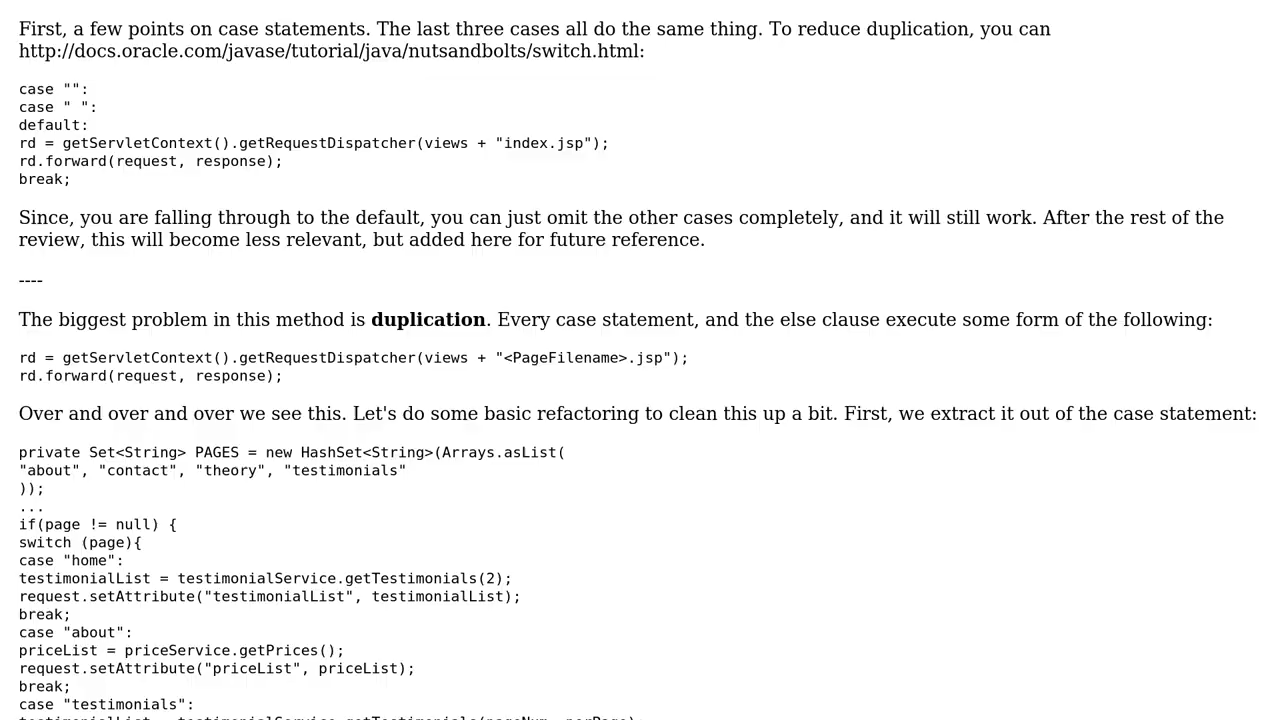 First, a few points on case statements. The last three cases all do the same thing. To reduce duplication, you can
http://docs.oracle.com/javase/tutorial/java/nutsandbolts/switch.html:
case "":
case " ":
default:
rd = getServletContext().getRequestDispatcher(views + "index.jsp");
rd.forward(request, response);
break;
Since, you are falling through to the default, you can just omit the other cases completely, and it will still work. After the rest of the
review, this will become less relevant, but added here for future reference.
----
The biggest problem in this method is duplication. Every case statement, and the else clause execute some form of the following:
rd = getServletContext().getRequestDispatcher(views + "<PageFilename>.jsp");
rd.forward(request, response);
Over and over and over we see this. Let's do some basic refactoring to clean this up a bit. First, we extract it out of the case statement:
private Set<String> PAGES = new HashSet<String>(Arrays.asList(
"about", "contact", "theory", "testimonials"
));
...
if(page != null) {
switch (page){
case "home":
testimonialList = testimonialService.getTestimonials(2);
request.setAttribute("testimonialList", testimonialList);
break;
case "about":
priceList = priceService.getPrices();
request.setAttribute("priceList", priceList);
break;
case "testimonials":
testimonialList = testimonialService.getTestimonials(pageNum, perPage);